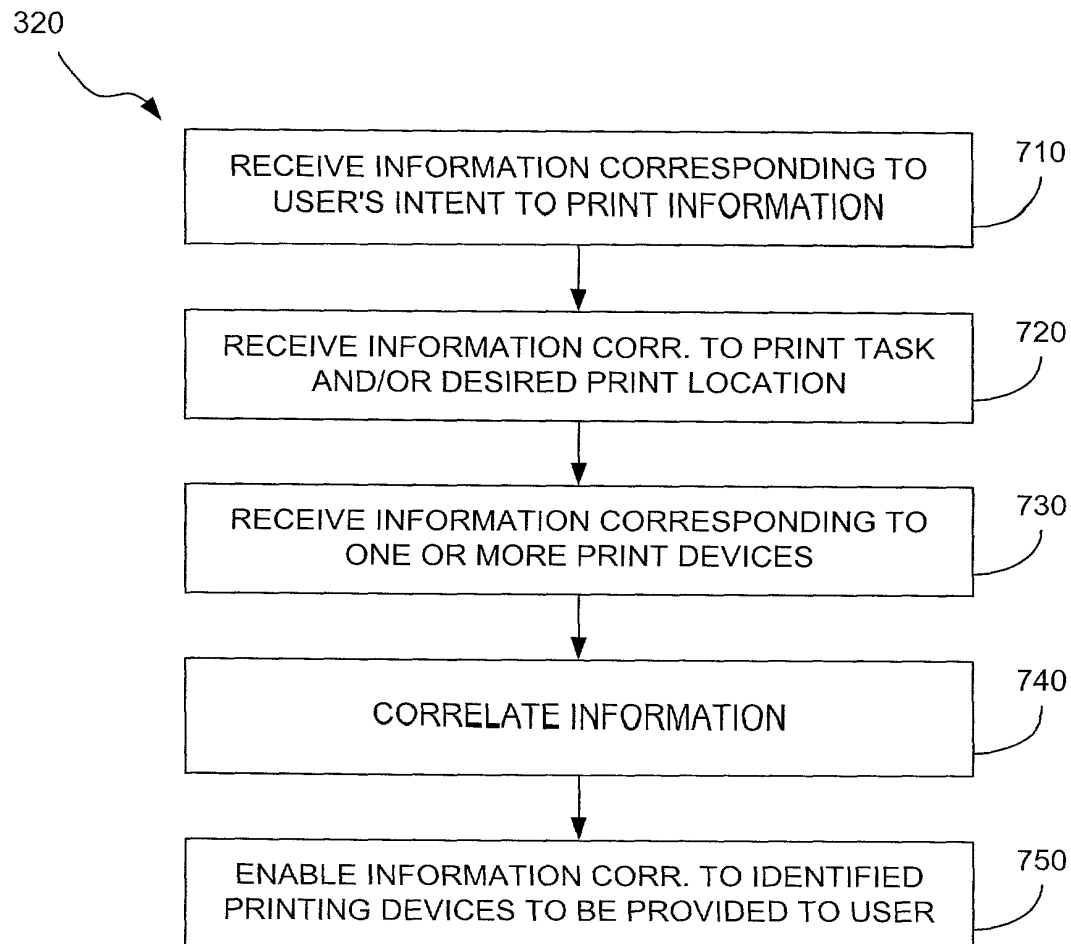 320
RECEIVE INFORMATION CORRESPONDING TO
USER'S INTENT TO PRINT INFORMATION
710
RECEIVE INFORMATION CORR. TO PRINT TASK
AND/OR DESIRED PRINT LOCATION
720
RECEIVE INFORMATION CORRESPONDING TO
ONE OR MORE PRINT DEVICES
730
CORRELATE INFORMATION
740
ENABLE INFORMATION CORR. TO IDENTIFIED
PRINTING DEVICES TO BE PROVIDED TO USER
750